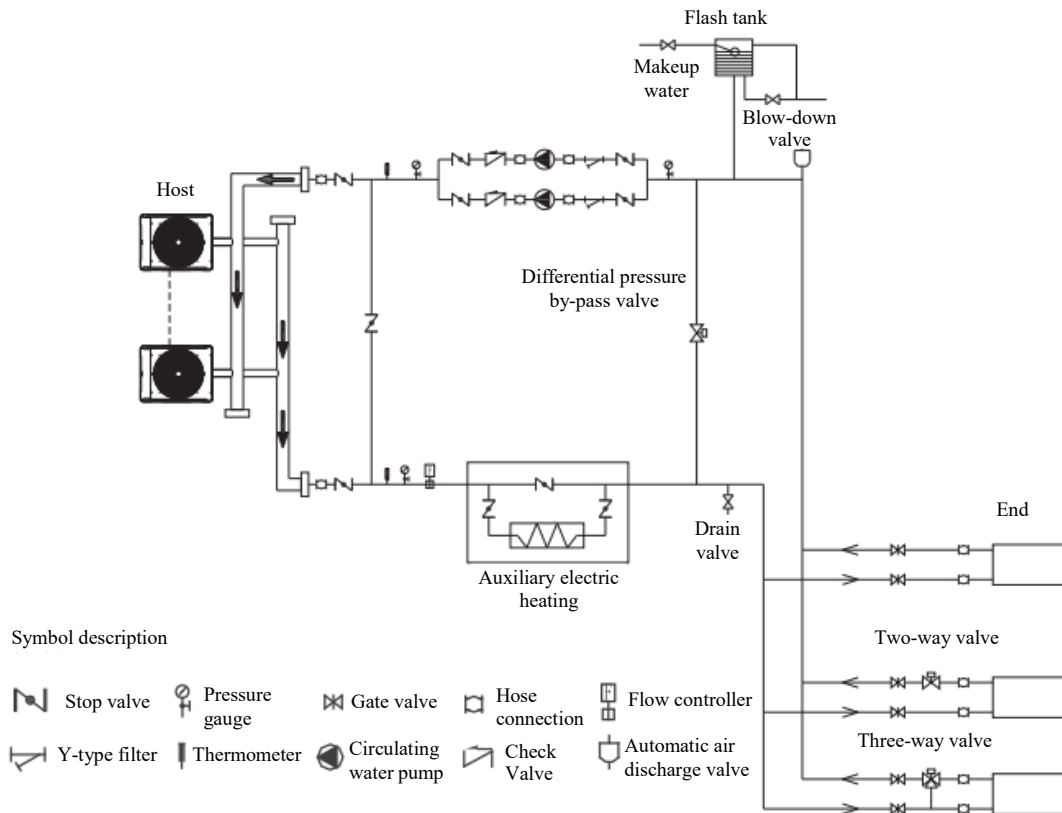 Flash tank
Makeup
water
Blow-down
valve
Host
Differential pressure
by-pass valve
Drain
valve
End
Auxiliary electric
heating
Symbol description
Two-way valve
Stop valve
Pressure
gauge
Gate valve
Hose
connection
Flow controller
Three-way valve
Y-type filter
Thermometer
Circulating
water pump
Check
Valve
Automatic air
discharge valve